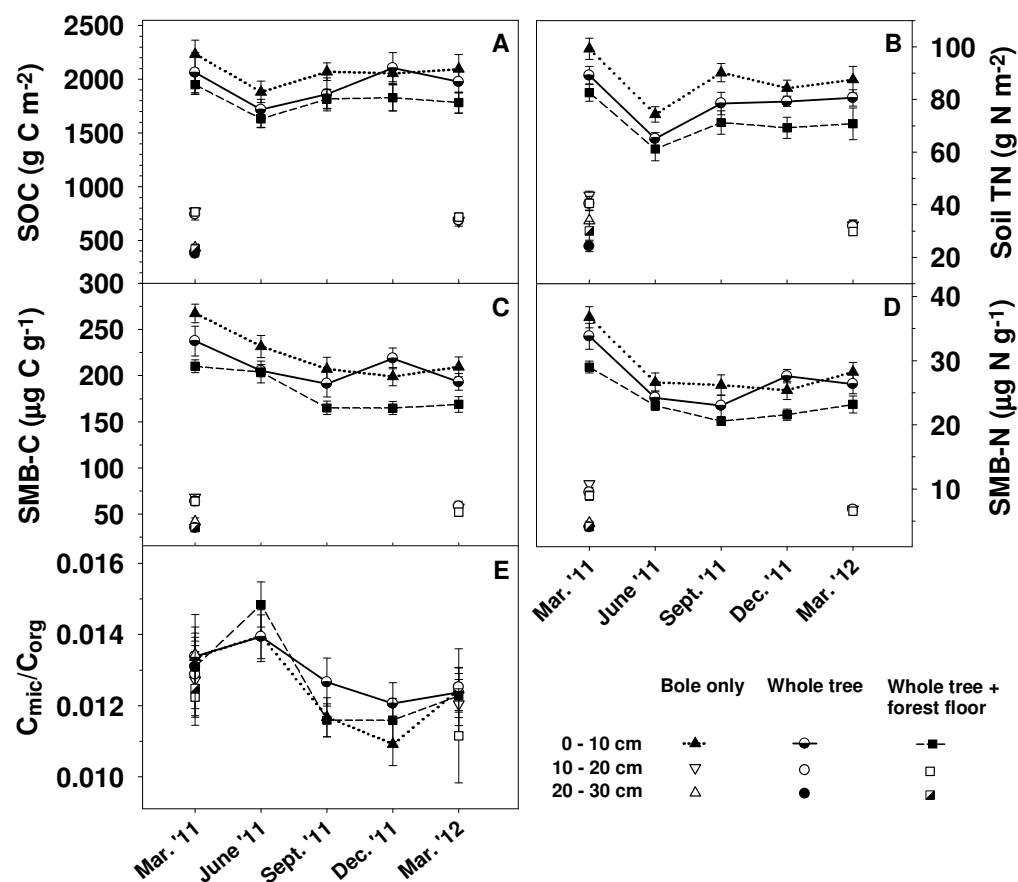 A
SOC (g C m-2)
2500
2000
1500
1000
500
300
B
Soil TN (g N m-2)
100
80
60
40
20
C
SMB-C (µg C g-1)
250
200
150
100
50
D
SMB-N (µg N g-1)
40
30
20
10
E
Cmic/Corg
0.016
0.014
0.012
0.010
Mar. '11
June '11
Sept. '11
Dec. '11
Mar. '12
Mar. '11
June '11
Sept. '11
Dec. '11
Mar. '12
Bole only
Whole tree
Whole tree +
forest floor
0 - 10 cm
10 - 20 cm
20 - 30 cm